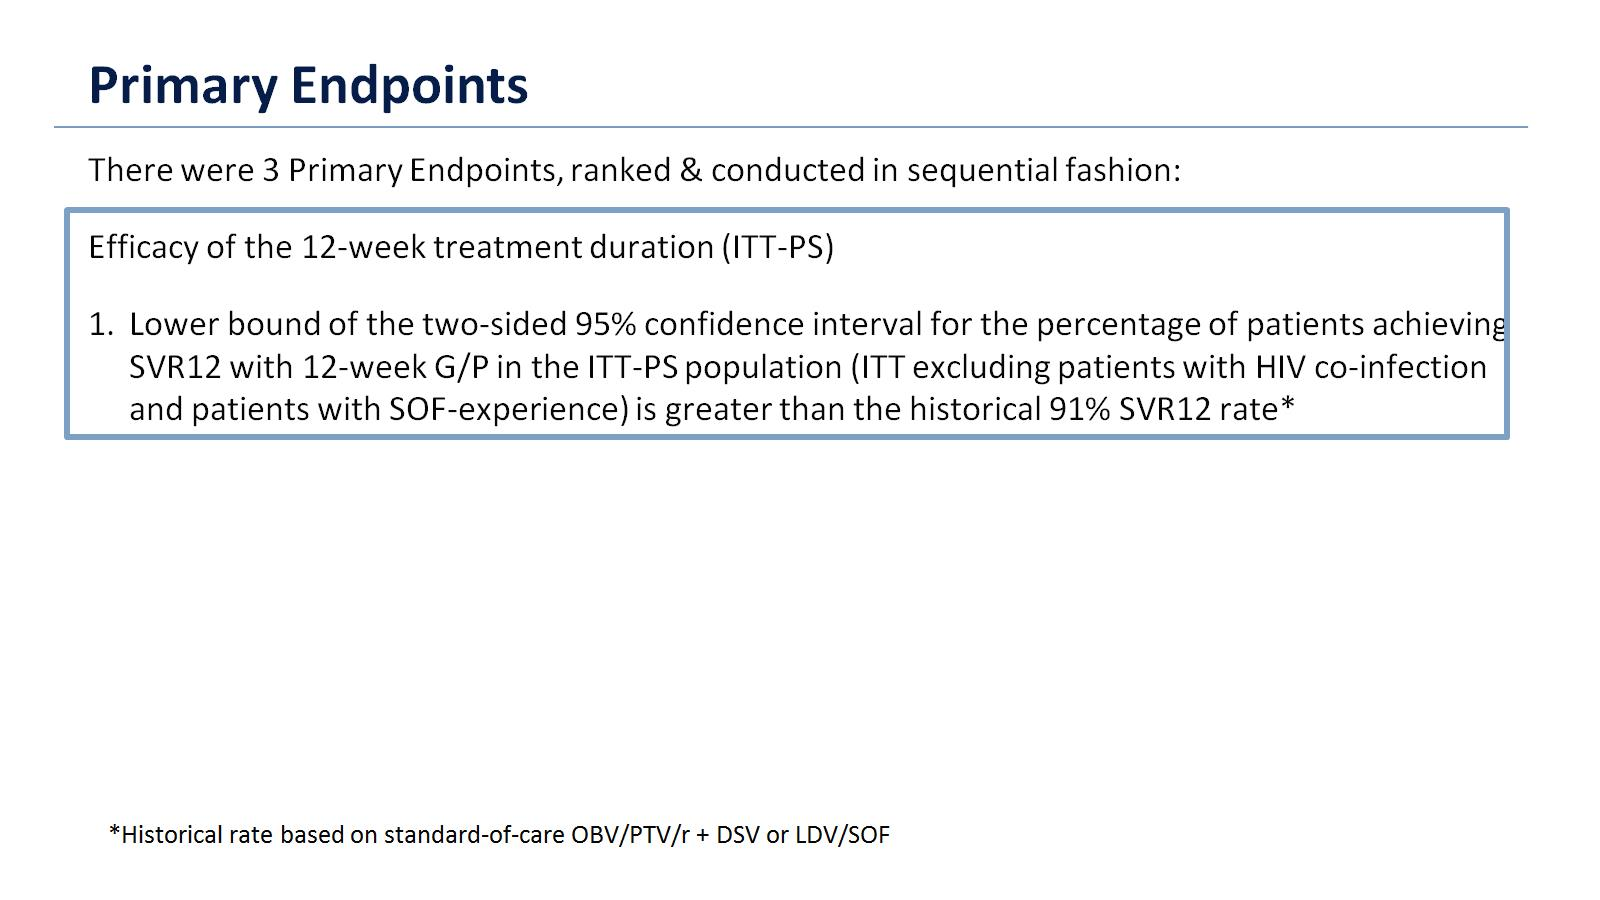 Primary Endpoints
There were 3 Primary Endpoints, ranked & conducted in sequential fashion:
Efficacy of the 12-week treatment duration (ITT-PS)
1. Lower bound of the two-sided 95% confidence interval for the percentage of patients achieving
SVR12 with 12-week G/P in the ITT-PS population (ITT excluding patients with HIV co-infection
and patients with SOF-experience) is greater than the historical 91% SVR12 rate*
*Historical rate based on standard-of-care OBV/PTV/r + DSV or LDV/SOF